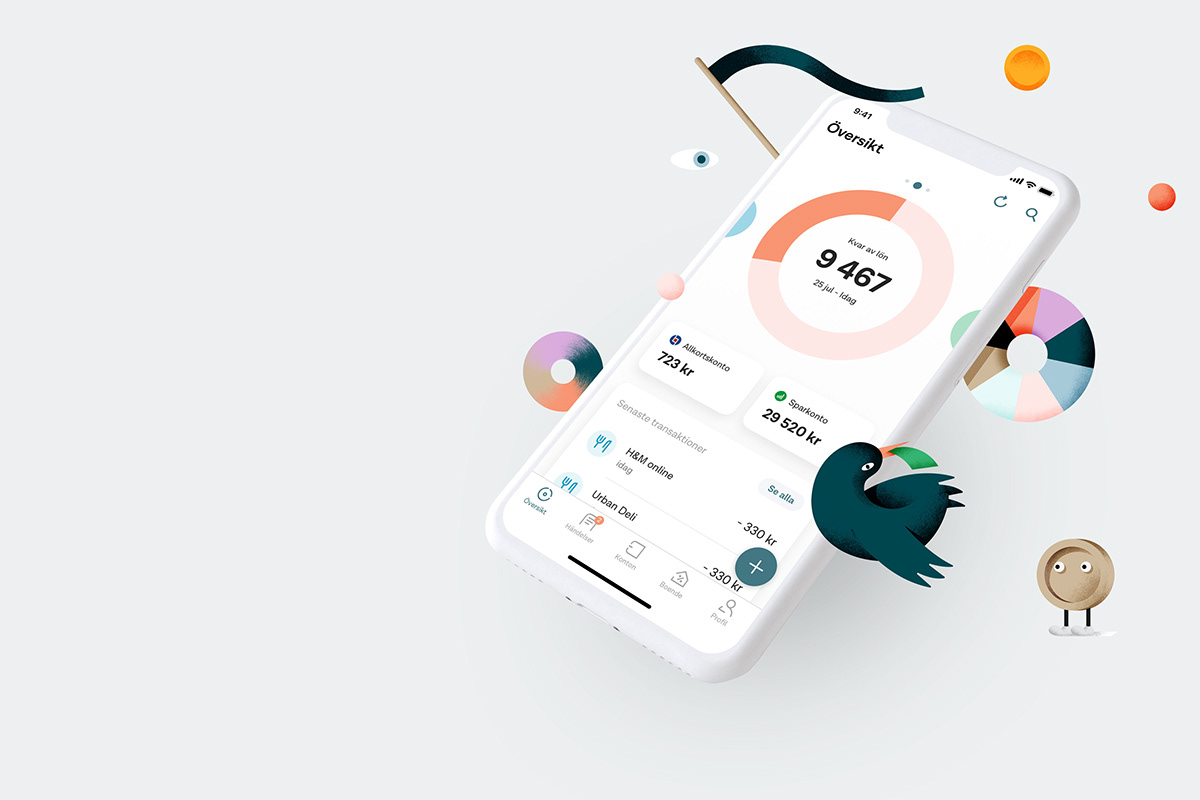 9:41
Översikt
Kvar av lön
9 467
25 jul - Idag
Allkortskonto
723 kr
Sparkonto
29 520 kr
Senaste transaktioner
Se alla
H&M online
idag
- 330 kr
Urban Deli
- 330 kr
Översikt
Händelser
2
Konton
Boende
Profil